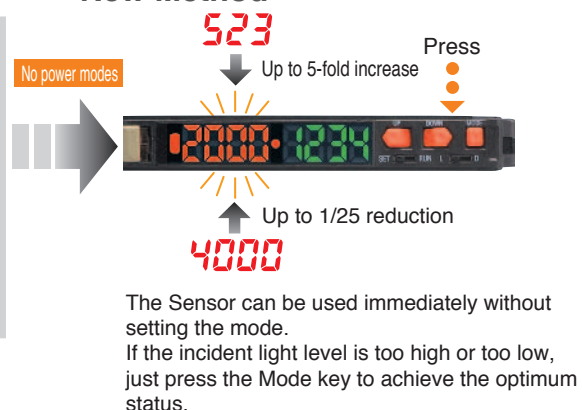 523
Press
No power modes
Up to 5-fold increase
2000 1234
UP DOWN MODE
SET RUN L D
Up to 1/25 reduction
4000
The Sensor can be used immediately without
setting the mode.
If the incident light level is too high or too low,
just press the Mode key to achieve the optimum
status.